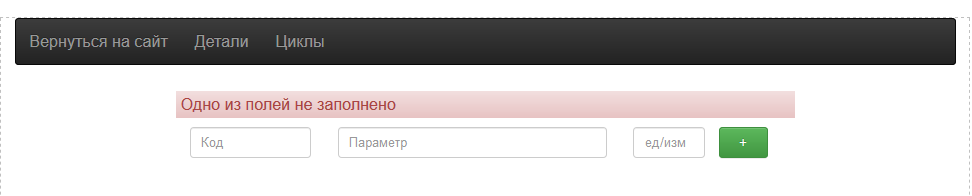 Вернуться на сайт Детали Циклы
Одно из полей не заполнено
Код Параметр ед/изм +